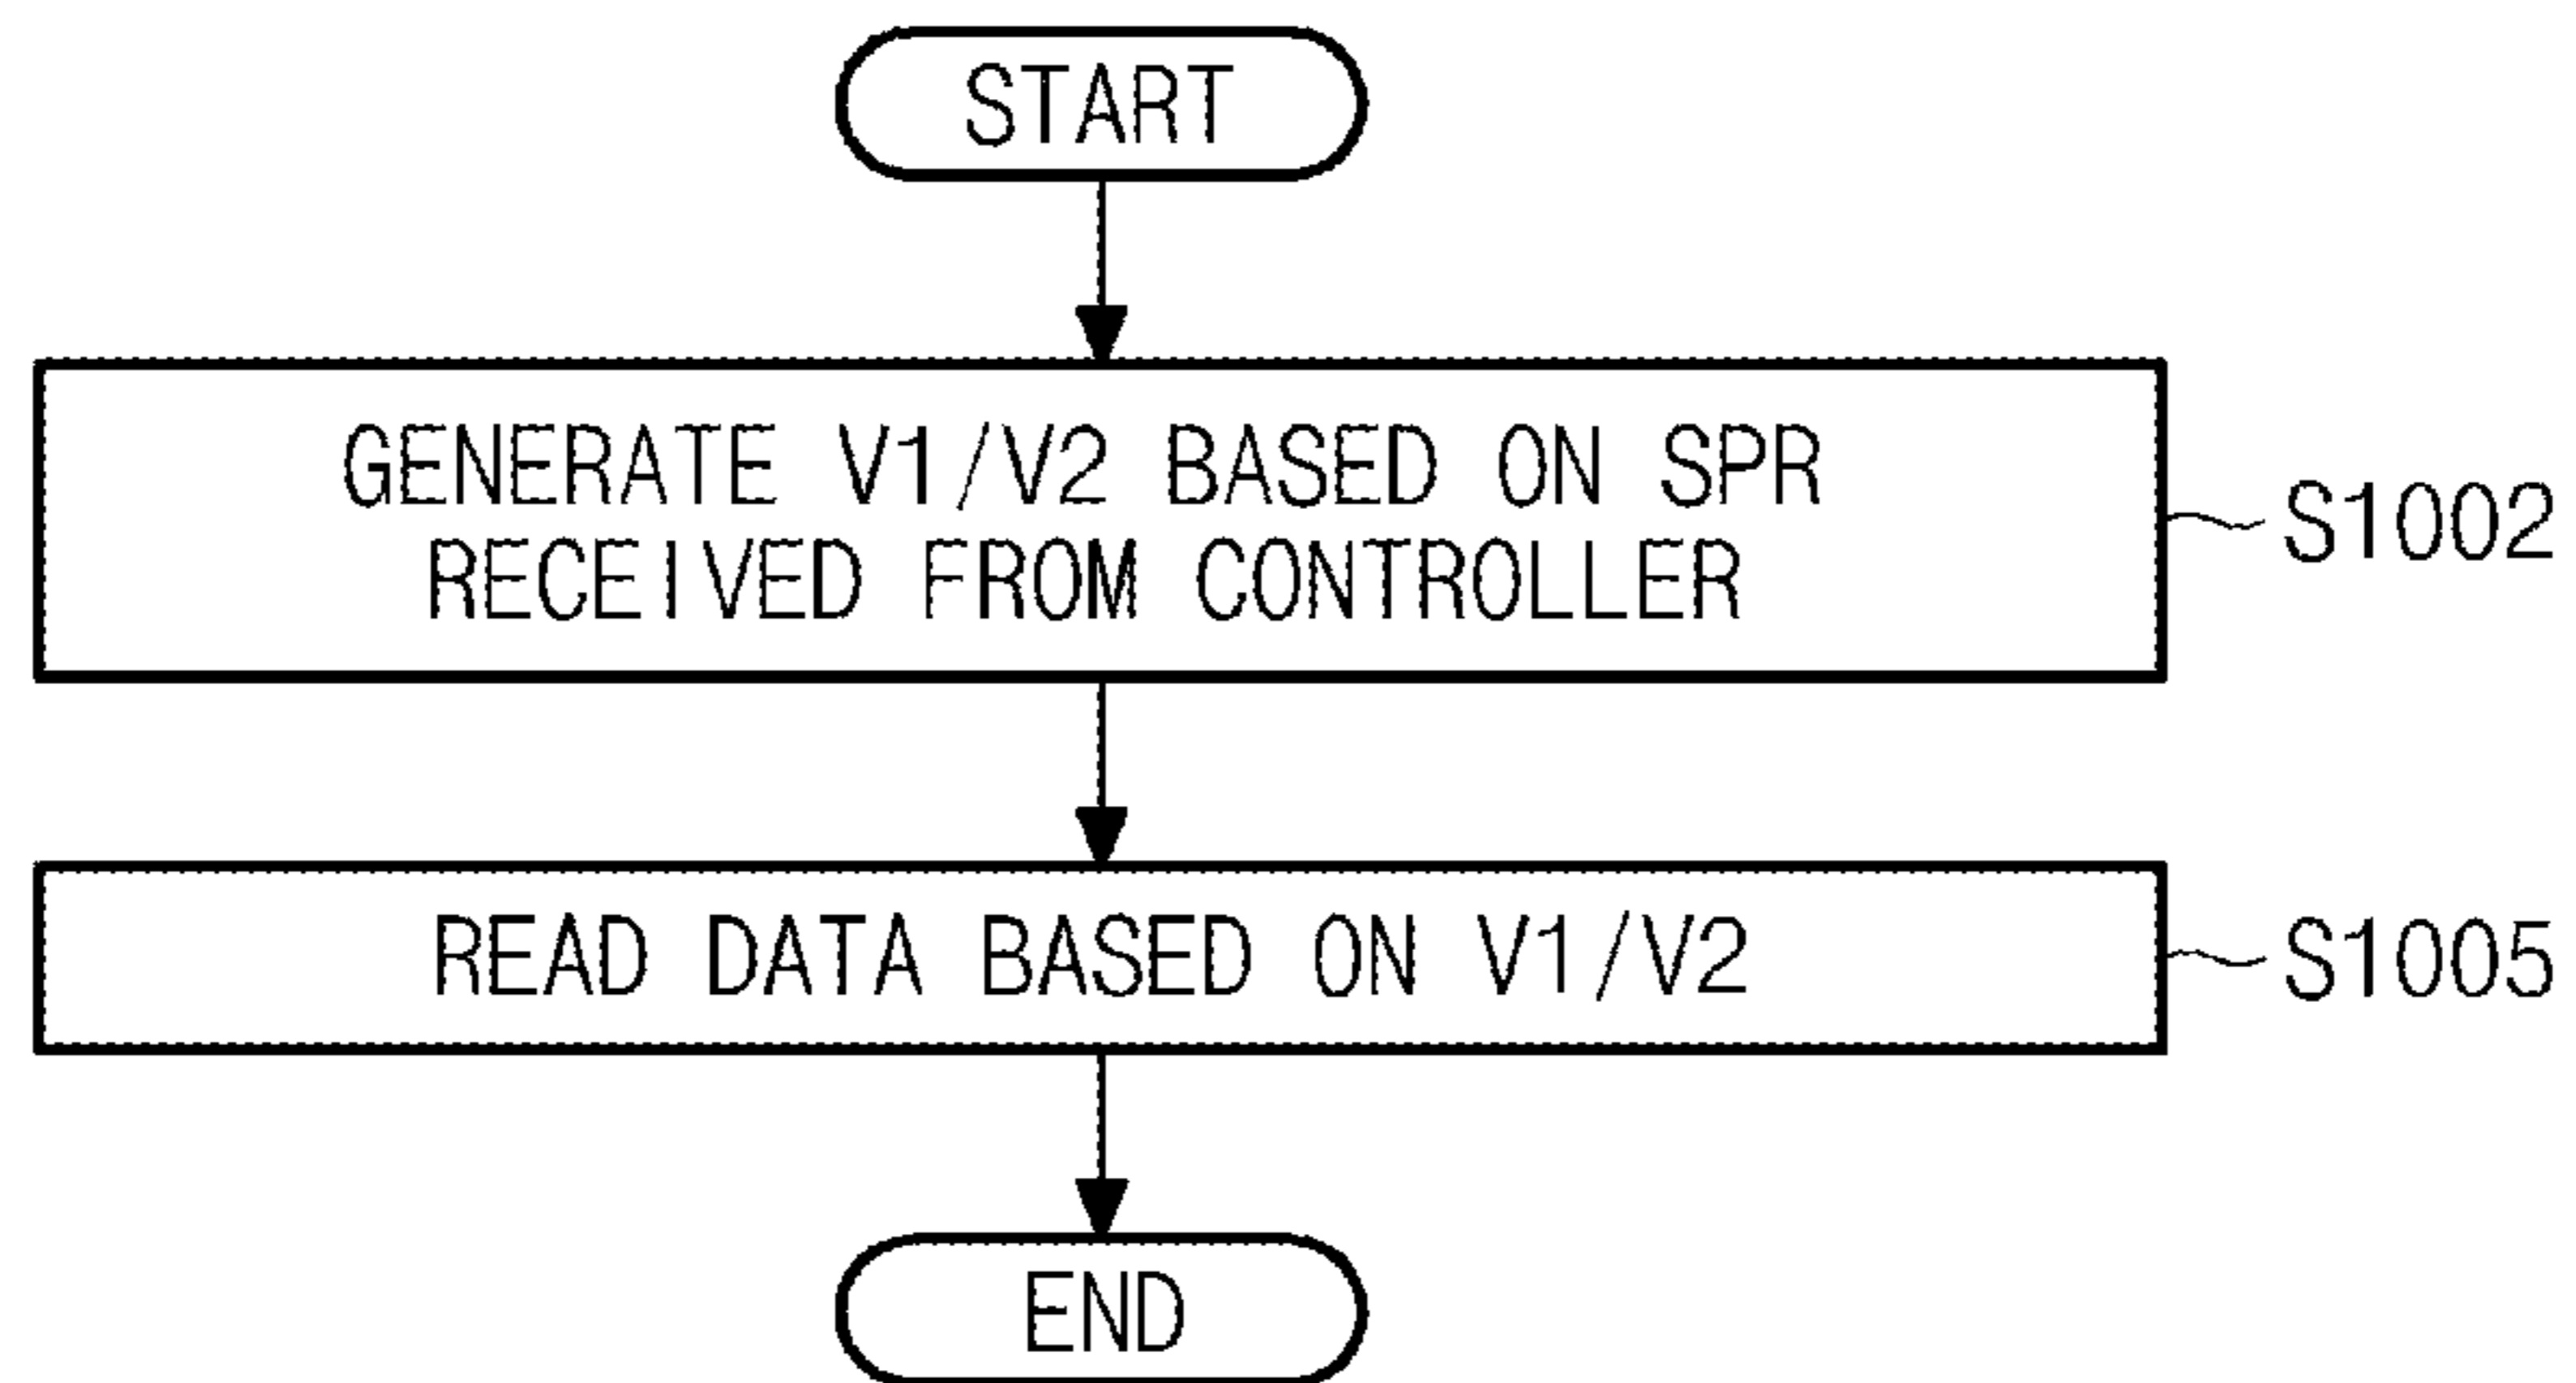 START
GENERATE V1/V2 BASED ON SPR
RECEIVED FROM CONTROLLER
S1002
READ DATA BASED ON V1/V2
S1005
END